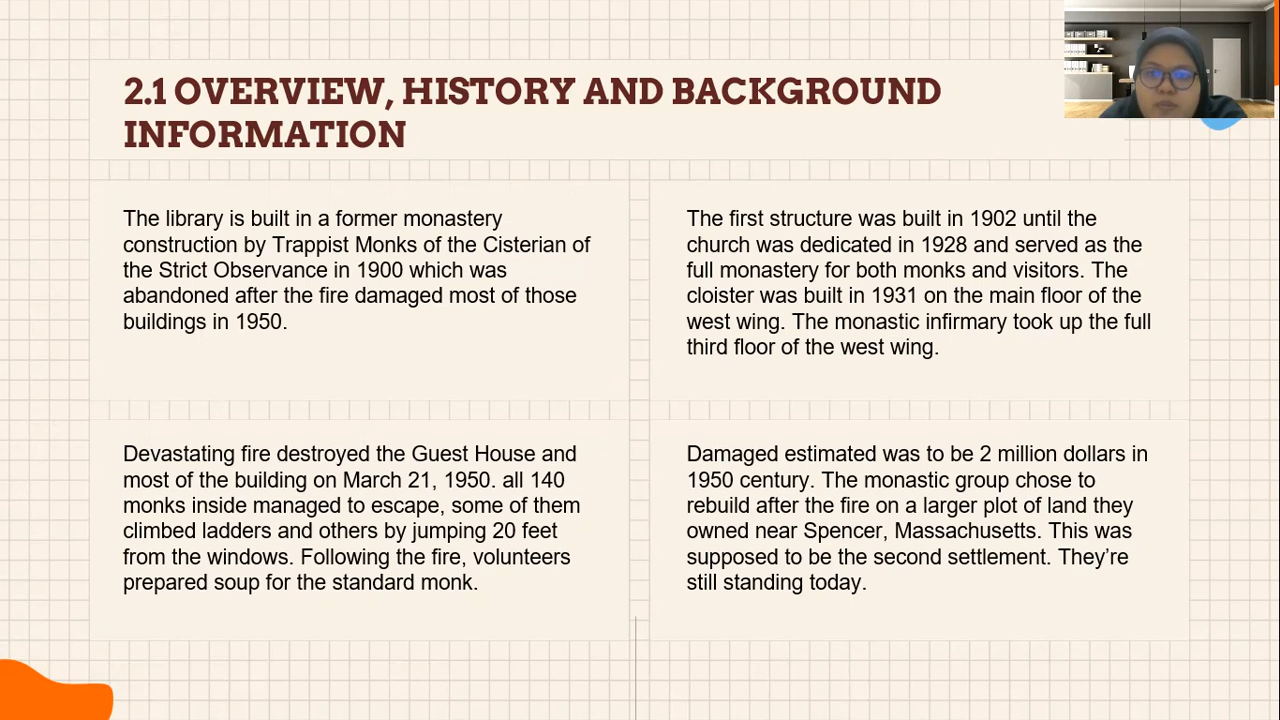 2.1 OVERVIEW, HISTORY AND BACKGROUND
INFORMATION
The library is built in a former monastery
construction by Trappist Monks of the Cisterian of
the Strict Observance in 1900 which was
abandoned after the fire damaged most of those
buildings in 1950.
The first structure was built in 1902 until the
church was dedicated in 1928 and served as the
full monastery for both monks and visitors. The
cloister was built in 1931 on the main floor of the
west wing. The monastic infirmary took up the full
third floor of the west wing.
Devastating fire destroyed the Guest House and
most of the building on March 21, 1950. all 140
monks inside managed to escape, some of them
climbed ladders and others by jumping 20 feet
from the windows. Following the fire, volunteers
prepared soup for the standard monk.
Damaged estimated was to be 2 million dollars in
1950 century. The monastic group chose to
rebuild after the fire on a larger plot of land they
owned near Spencer, Massachusetts. This was
supposed to be the second settlement. They’re
still standing today.